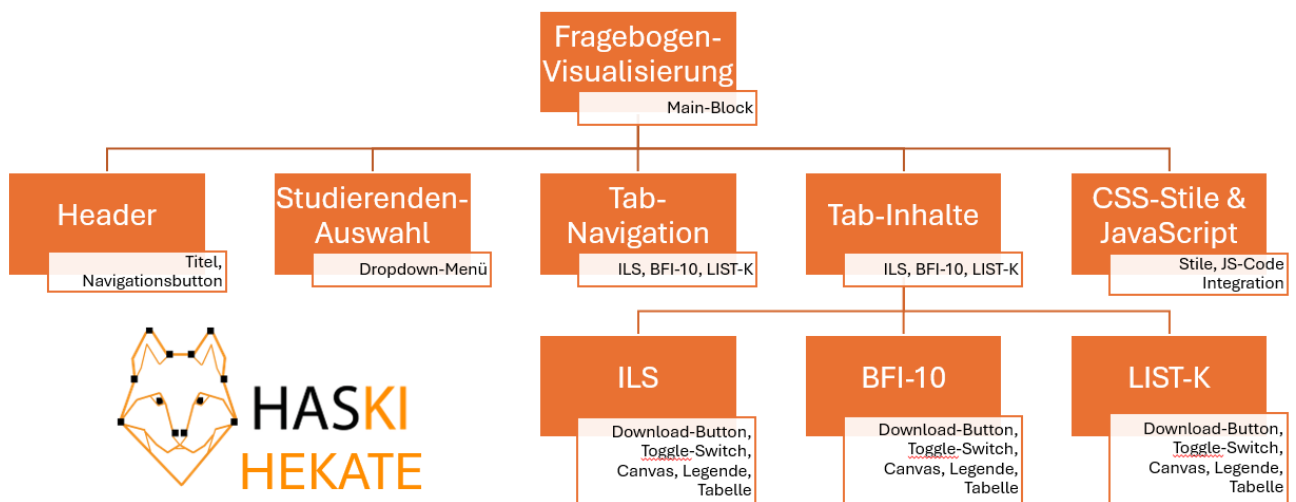 Fragebogen-
Visualisierung
Main-Block
Header
Titel,
Navigationsbutton
Studierenden-
Auswahl
Dropdown-Menü
Tab-
Navigation
ILS, BFI-10, LIST-K
Tab-Inhalte
ILS, BFI-10, LIST-K
CSS-Stile &
JavaScript
Stile, JS-Code
Integration
ILS
Download-Button,
Toggle-Switch,
Canvas, Legende,
Tabelle
BFI-10
Download-Button,
Toggle-Switch,
Canvas, Legende,
Tabelle
LIST-K
Download-Button,
Toggle-Switch,
Canvas, Legende,
Tabelle
HASKI
HEKATE